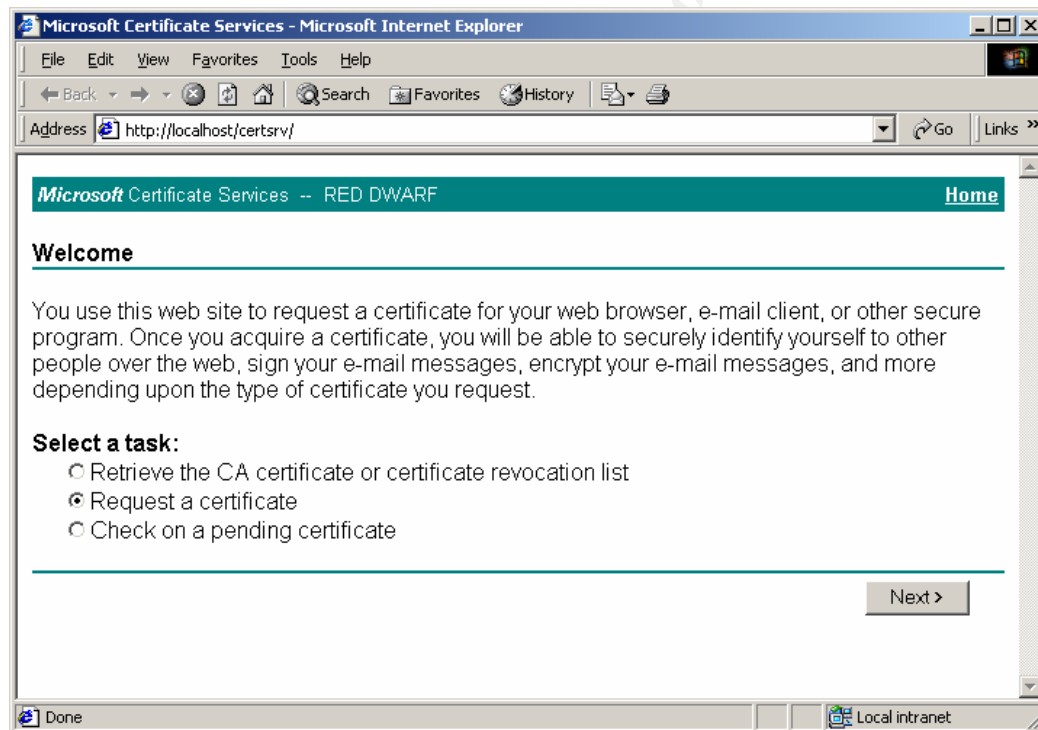 Microsoft Certificate Services - Microsoft Internet Explorer
File Edit View Favorites Tools Help
Back Search Favorites History
Address http://localhost/certsrv/ Go Links »
Microsoft Certificate Services -- RED DWARF Home
Welcome
You use this web site to request a certificate for your web browser, e-mail client, or other secure
program. Once you acquire a certificate, you will be able to securely identify yourself to other
people over the web, sign your e-mail messages, encrypt your e-mail messages, and more
depending upon the type of certificate you request.
Select a task:
Retrieve the CA certificate or certificate revocation list
Request a certificate
Check on a pending certificate
Next >
Done Local intranet